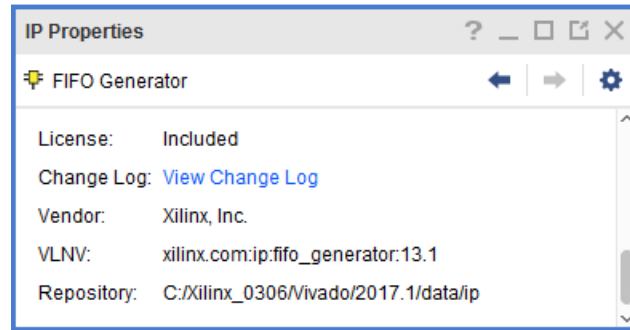 IP Properties
FIFO Generator
License: Included
Change Log: View Change Log
Vendor: Xilinx, Inc.
VLNV: xilinx.com:ip:fifo_generator:13.1
Repository: C:/Xilinx_0306/Vivado/2017.1/data/ip